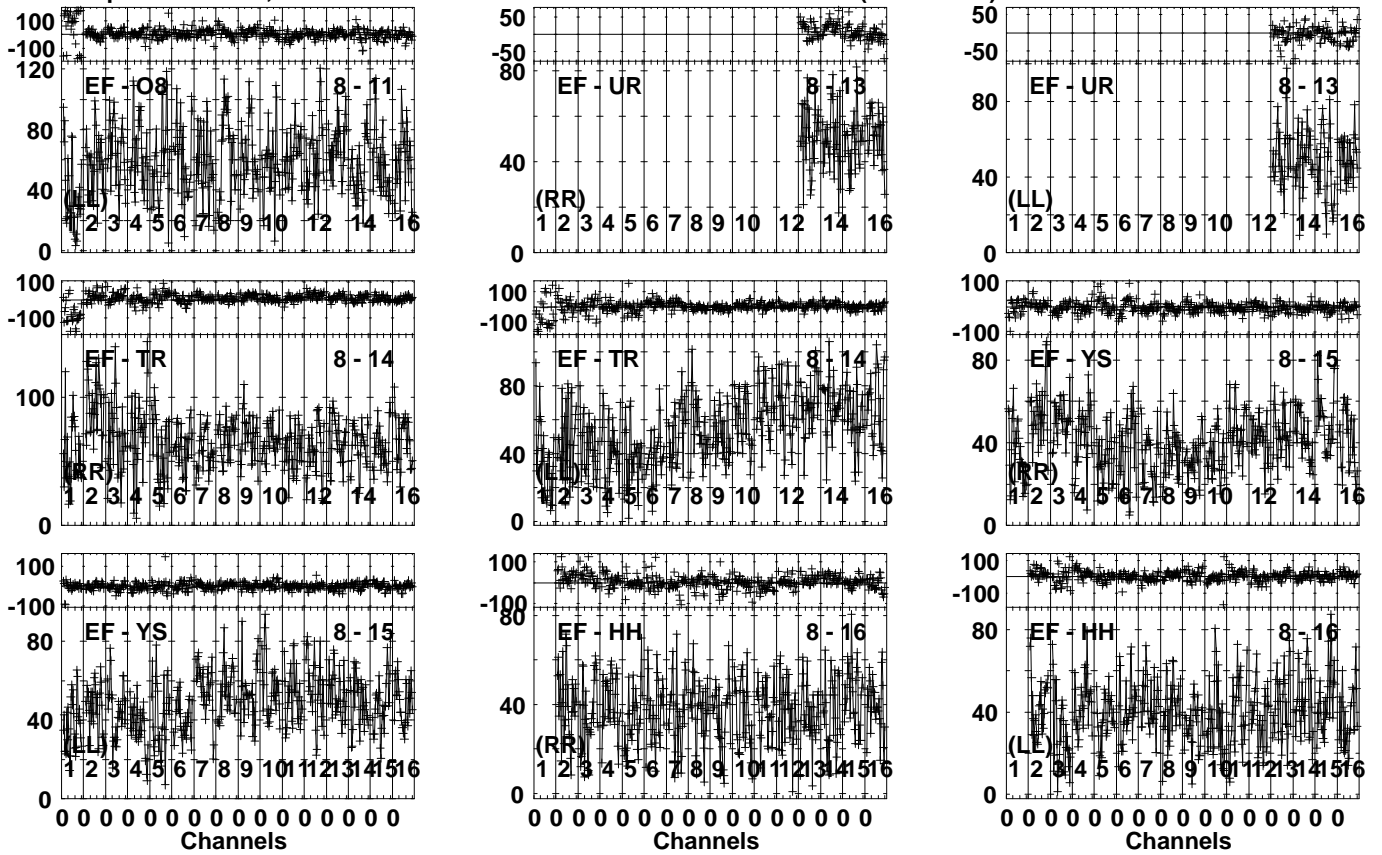 100 50 50
-100 -50 -50
120 80 80
EF - O8 8 - 11 EF - UR 8 - 13 EF - UR 8 - 13
80
40 40 40
(LL) (RR) (LL)
1 2 3 4 5 6 7 8 9 10 12 14 16 1 2 3 4 5 6 7 8 9 10 12 14 16 1 2 3 4 5 6 7 8 9 10 12 14 16
0 0 0
100 100 100
-100 -100 -100
EF - TR 8 - 14 EF - TR 8 - 14 EF - YS 8 - 15
100 80 80
40 40
(RR) (LL) (RR)
1 2 3 4 5 6 7 8 9 10 12 14 16 1 2 3 4 5 6 7 8 9 10 12 14 16 1 2 3 4 5 6 7 8 9 10 12 14 16
0 0 0
100 100 100
-100 -100 -100
EF - YS 8 - 15 EF - HH 8 - 16 EF - HH 8 - 16
80 80 80
40 40 40
(LL) (RR) (LL)
1 2 3 4 5 6 7 8 9 10 11 12 13 14 15 16 1 2 3 4 5 6 7 8 9 10 11 12 13 14 15 16 1 2 3 4 5 6 7 8 9 10 11 12 13 14 15 16
0 0 0
0 0 0 0 0 0 0 0 0 0 0 0 0 0 0 0 0 0 0 0 0 0 0 0 0 0 0 0 0 0 0 0 0 0 0 0 0 0 0 0 0 0 0 0 0 0 0 0
Channels Channels Channels